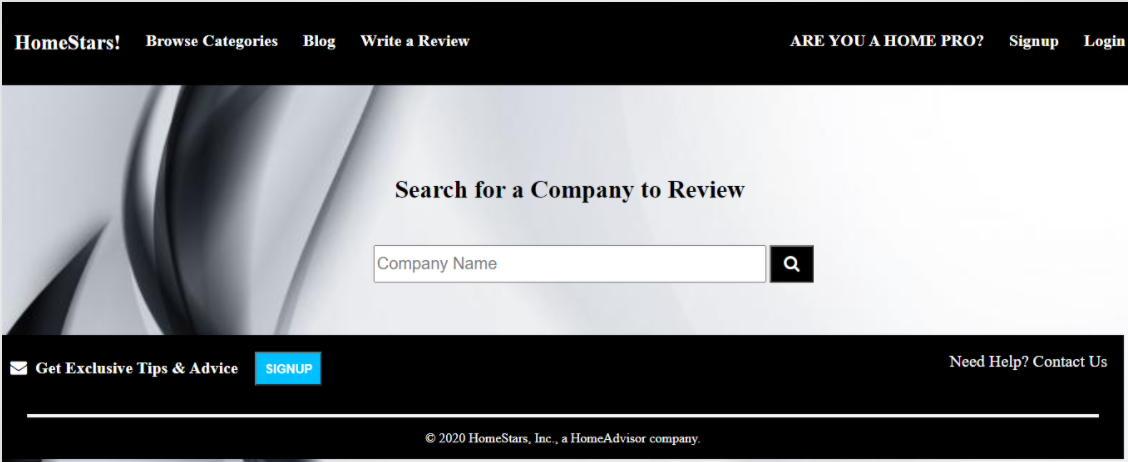 HomeStars! Browse Categories Blog Write a Review ARE YOU A HOME PRO? Signup Login
Search for a Company to Review
Company Name
Get Exclusive Tips & Advice SIGNUP Need Help? Contact Us
© 2020 HomeStars, Inc., a HomeAdvisor company.